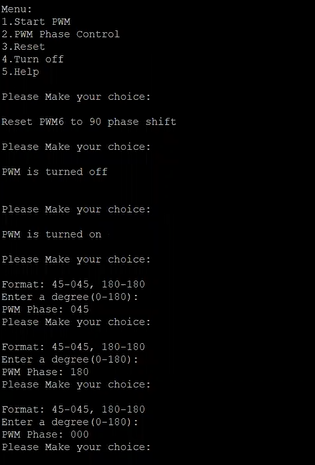 Menu:
1.Start PWM
2.PWM Phase Control
3.Reset
4.Turn off
5.Help
Please Make your choice:
Reset PWM6 to 90 phase shift
Please Make your choice:
PWM is turned off
Please Make your choice:
PWM is turned on
Please Make your choice:
Format: 45-045, 180-180
Enter a degree(0-180):
PWM Phase: 045
Please Make your choice:
Format: 45-045, 180-180
Enter a degree(0-180):
PWM Phase: 180
Please Make your choice:
Format: 45-045, 180-180
Enter a degree(0-180):
PWM Phase: 000
Please Make your choice: